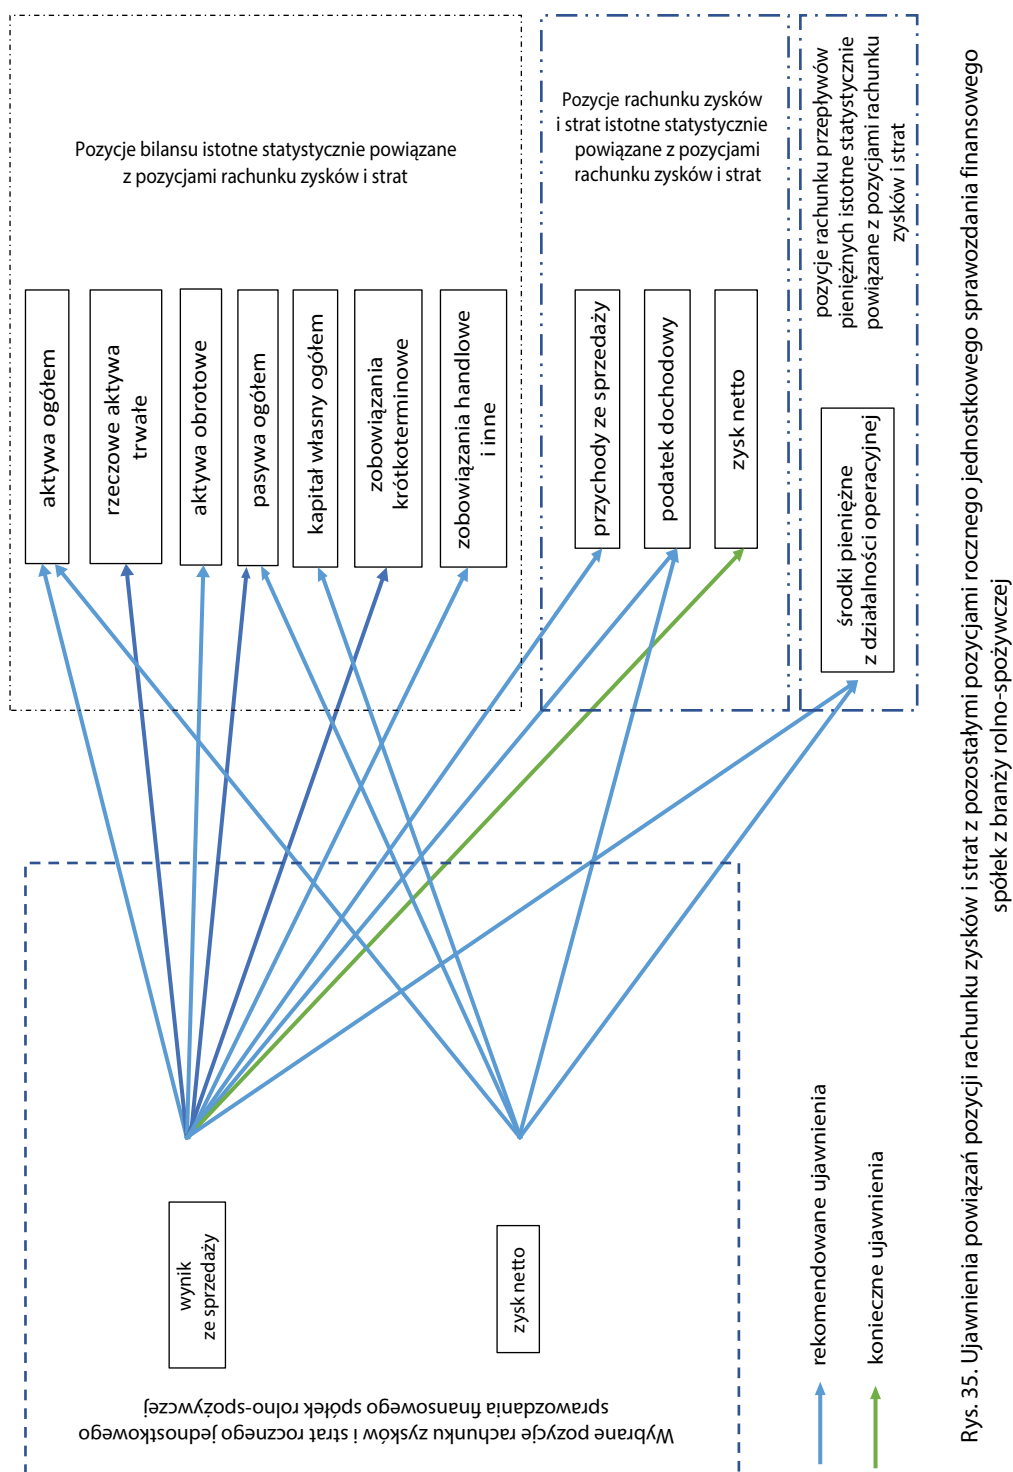 Pozycje bilansu istotne statystycznie powiązane
z pozycjami rachunku zysków i strat
Pozycje rachunku zysków
i strat istotne statystycznie
powiązane z pozycjami
rachunku zysków i strat
pozycje rachunku przepływów
pieniężnych istotne statystycznie
powiązane z pozycjami rachunku
zysków i strat
aktywa ogółem
rzeczowe aktywa
trwałe
aktywa obrotowe
pasywa ogółem
kapitał własny ogółem
zobowiązania
krótkoterminowe
zobowiązania handlowe
i inne
przychody ze sprzedaży
podatek dochodowy
zysk netto
środki pieniężne
z działalności operacyjnej
wynik
ze sprzedaży
zysk netto
Wybrane pozycje rachunku zysków i strat rocznego jednostkowego
sprawozdania finansowego spółek rolno-spożywczej
rekomendowane ujawnienia
konieczne ujawnienia
Rys. 35. Ujawnienia powiązań pozycji rachunku zysków i strat z pozostałymi pozycjami rocznego jednostkowego sprawozdania finansowego
spółek z branży rolno-spożywczej